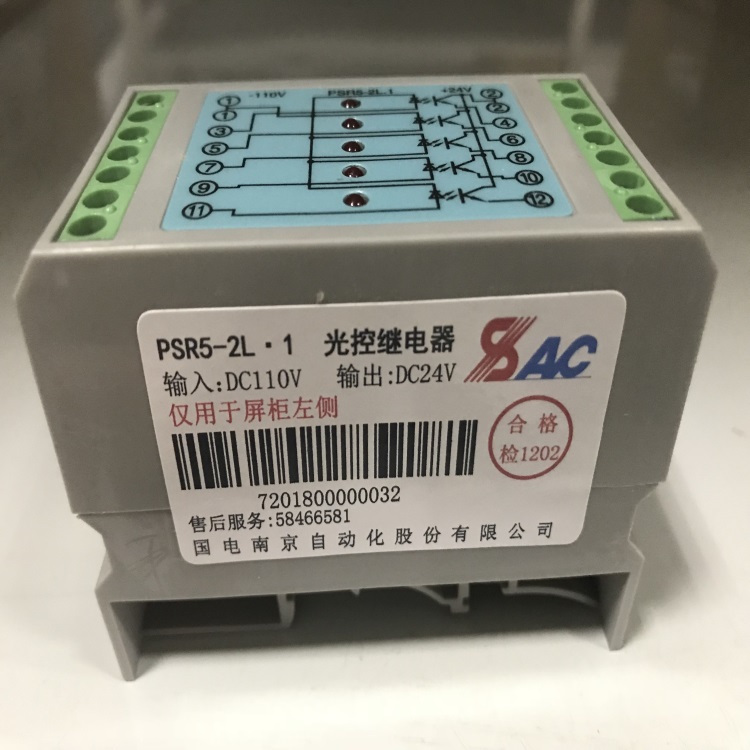 -110V PSR5-2L.1 +24V
① ②
① ②
③ ④
⑤ ⑥
⑦ ⑧
⑨ ⑩
⑪ ⑫
PSR5-2L·1 光控继电器 SAC
输入:DC110V 输出:DC24V
仅用于屏柜左侧
合格
检1202
7201800000032
售后服务:58466581
国电南京自动化股份有限公司